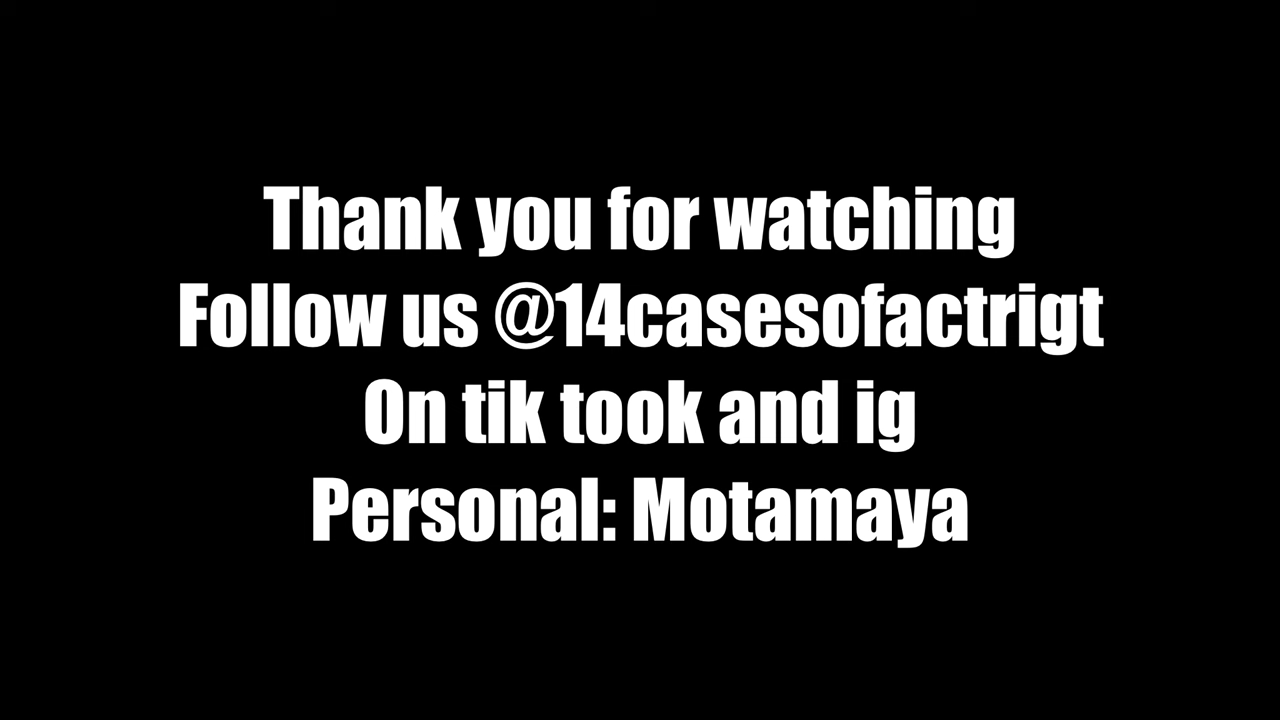 Thank you for watching
Follow us @14casesofactrigt
On tik took and ig
Personal: Motamaya